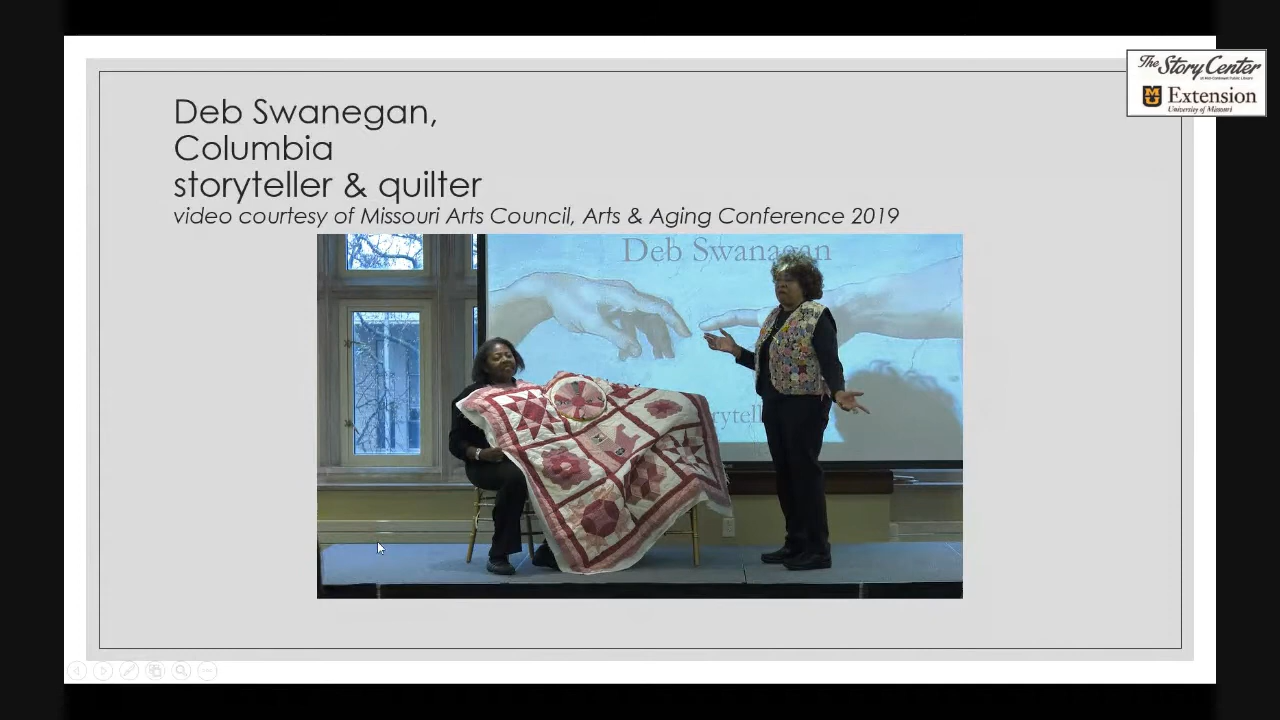 Deb Swanegan,
Columbia
storyteller & quilter
video courtesy of Missouri Arts Council, Arts & Aging Conference 2019
The Story Center
Extension
University of Missouri
Deb Swanagan